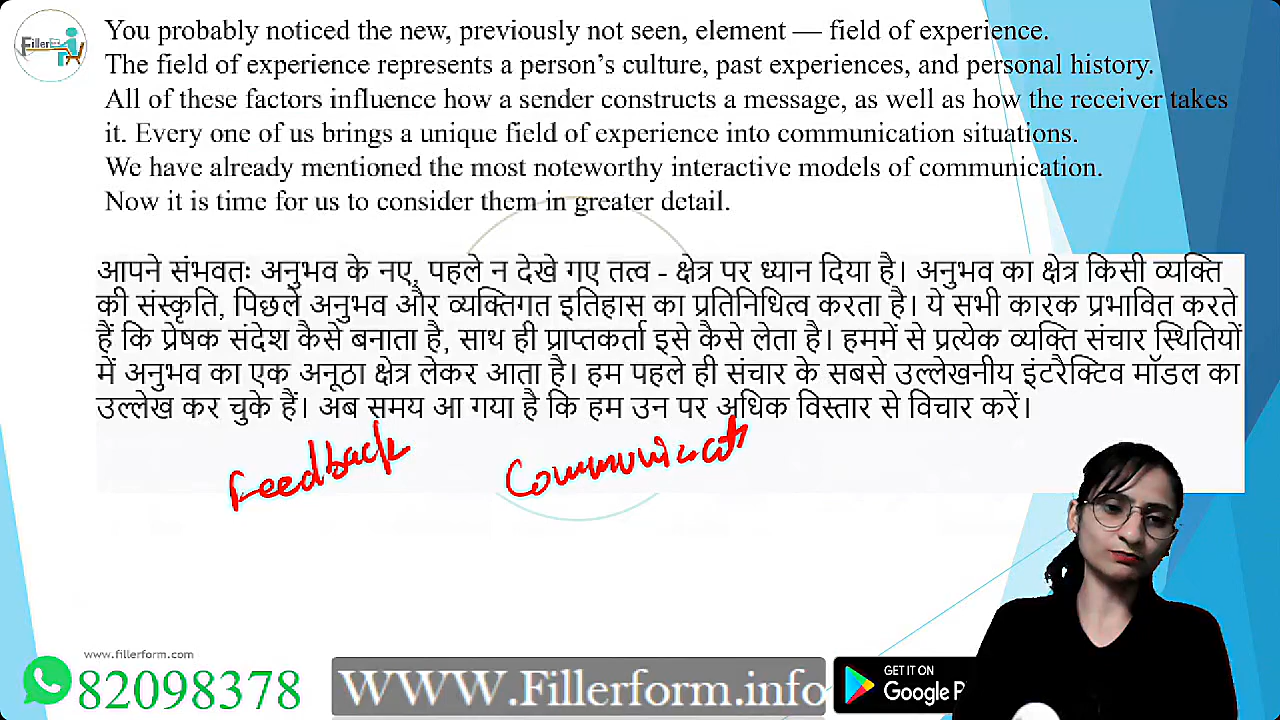 Filler
You probably noticed the new, previously not seen, element — field of experience.
The field of experience represents a person's culture, past experiences, and personal history.
All of these factors influence how a sender constructs a message, as well as how the receiver takes
it. Every one of us brings a unique field of experience into communication situations.
We have already mentioned the most noteworthy interactive models of communication.
Now it is time for us to consider them in greater detail.
आपने संभवतः अनुभव के नए, पहले न देखे गए तत्व - क्षेत्र पर ध्यान दिया है। अनुभव का क्षेत्र किसी व्यक्ति
की संस्कृति, पिछले अनुभव और व्यक्तिगत इतिहास का प्रतिनिधित्व करता है। ये सभी कारक प्रभावित करते
हैं कि प्रेषक संदेश कैसे बनाता है, साथ ही प्राप्तकर्ता इसे कैसे लेता है। हममें से प्रत्येक व्यक्ति संचार स्थितियों
में अनुभव का एक अनूठा क्षेत्र लेकर आता है। हम पहले ही संचार के सबसे उल्लेखनीय इंटरैक्टिव मॉडल का
उल्लेख कर चुके हैं। अब समय आ गया है कि हम उन पर अधिक विस्तार से विचार करें।
Feedback Communicat
www.fillerform.com
82098378 WWW.Fillerform.info
GET IT ON
Google P